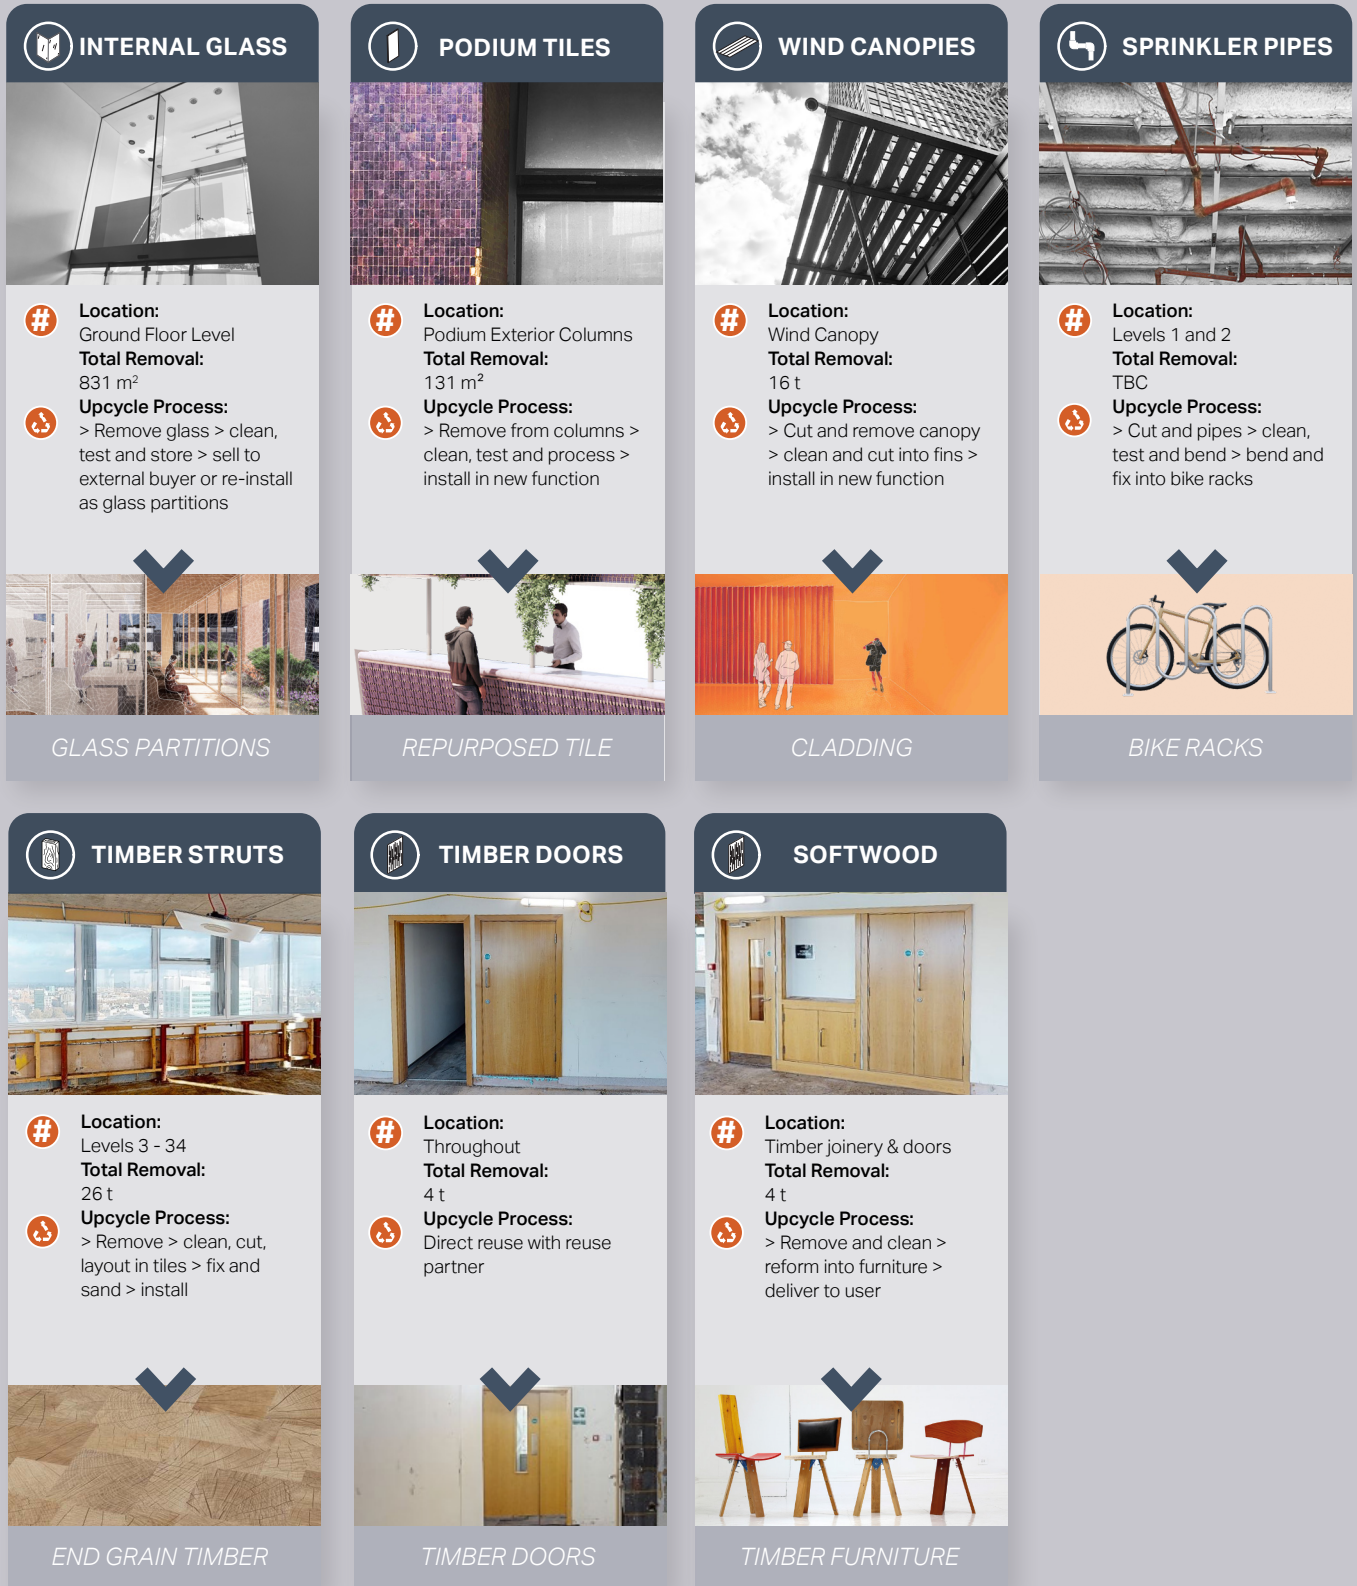 INTERNAL GLASS
Location:
Ground Floor Level
Total Removal:
831 m²
Upcycle Process:
> Remove glass > clean,
test and store > sell to
external buyer or re-install
as glass partitions
GLASS PARTITIONS
PODIUM TILES
Location:
Podium Exterior Columns
Total Removal:
131 m²
Upcycle Process:
> Remove from columns >
clean, test and process >
install in new function
REPURPOSED TILE
WIND CANOPIES
Location:
Wind Canopy
Total Removal:
16 t
Upcycle Process:
> Cut and remove canopy
> clean and cut into fins >
install in new function
CLADDING
SPRINKLER PIPES
Location:
Levels 1 and 2
Total Removal:
TBC
Upcycle Process:
> Cut and pipes > clean,
test and bend > bend and
fix into bike racks
BIKE RACKS
TIMBER STRUTS
Location:
Levels 3 - 34
Total Removal:
26 t
Upcycle Process:
> Remove > clean, cut,
layout in tiles > fix and
sand > install
END GRAIN TIMBER
TIMBER DOORS
Location:
Throughout
Total Removal:
4 t
Upcycle Process:
Direct reuse with reuse
partner
TIMBER DOORS
SOFTWOOD
Location:
Timber joinery & doors
Total Removal:
4 t
Upcycle Process:
> Remove and clean >
reform into furniture >
deliver to user
TIMBER FURNITURE